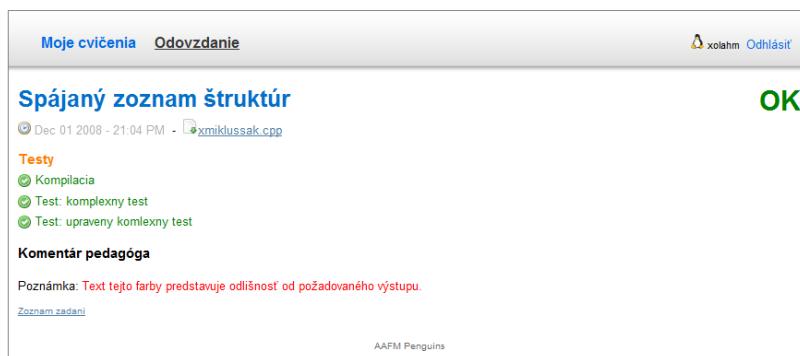 Moje cvičenia Odovzdanie xolahm Odhlásiť
Spájaný zoznam štruktúr OK
Dec 01 2008 - 21:04 PM - xmiklussak.cpp
Testy
Kompilacia
Test: komplexny test
Test: upraveny komlexny test
Komentár pedagóga
Poznámka: Text tejto farby predstavuje odlišnosť od požadovaného výstupu.
Zoznam zadani
AAFM Penguins